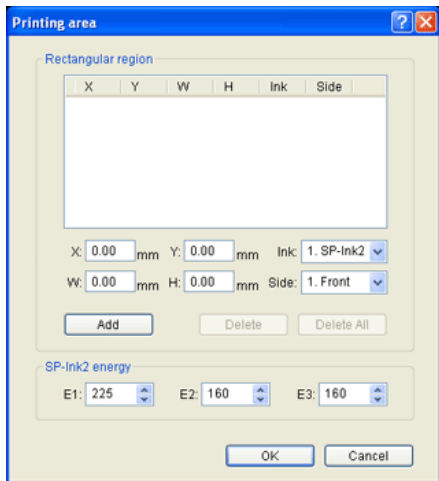 Printing area
Rectangular region
X Y W H Ink Side
X: 0.00 mm Y: 0.00 mm Ink: 1. SP-Ink2
W: 0.00 mm H: 0.00 mm Side: 1. Front
Add Delete Delete All
SP-Ink2 energy
E1: 225 E2: 160 E3: 160
OK Cancel